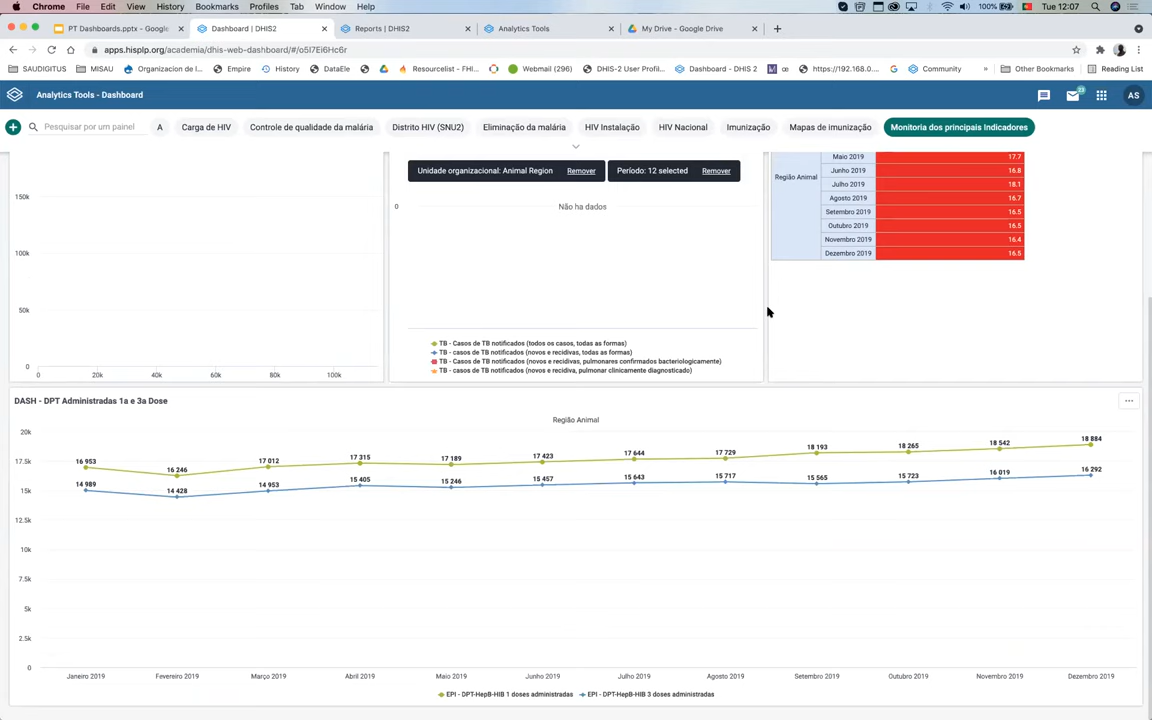 Chrome File Edit View History Bookmarks Profiles Tab Window Help 100% Tue 12:07
PT Dashboards.pptx - Google Dashboard | DHIS2 Reports | DHIS2 Analytics Tools My Drive - Google Drive
apps.hisplp.org/academia/dhis-web-dashboard/#/o5I7Ei6Hc6r
SAUDIGITUS MISAU Organizacion de I... Empire History DataEle Resourcelist - FHI... Webmail (296) DHIS-2 User Profil... Dashboard - DHIS 2 https://192.168.0.... Community » Other Bookmarks Reading List
Analytics Tools - Dashboard 23 AS
Pesquisar por um painel A Carga de HIV Controle de qualidade da malária Distrito HIV (SNU2) Eliminação da malária HIV Instalação HIV Nacional Imunização Mapas de imunização Monitoria dos principais Indicadores
150k
100k
50k
0
0 20k 40k 60k 80k 100k
Unidade organizacional: Animal Region Remover Período: 12 selected Remover
0 Não ha dados
TB - Casos de TB notificados (todos os casos, todas as formas)
TB - casos de TB notificados (novos e recidivas, todas as formas)
TB - Casos de TB notificados (novos e recidivas, pulmonares confirmados bacteriologicamente)
TB - casos de TB notificados (novos e recidiva, pulmonar clinicamente diagnosticado)
Região Animal
Maio 2019 17.7
Junho 2019 16.8
Julho 2019 18.1
Agosto 2019 16.7
Setembro 2019 16.5
Outubro 2019 16.5
Novembro 2019 16.4
Dezembro 2019 16.5
DASH - DPT Administradas 1a e 3a Dose
Região Animal
20k
17.5k
15k
12.5k
10k
7.5k
5k
2.5k
0
16 953 16 246 17 012 17 315 17 189 17 423 17 644 17 729 18 193 18 265 18 542 18 884
14 989 14 428 14 953 15 405 15 246 15 457 15 643 15 717 15 565 15 723 16 019 16 292
Janeiro 2019 Fevereiro 2019 Março 2019 Abril 2019 Maio 2019 Junho 2019 Julho 2019 Agosto 2019 Setembro 2019 Outubro 2019 Novembro 2019 Dezembro 2019
EPI - DPT-HepB-HIB 1 doses administradas EPI - DPT-HepB-HIB 3 doses administradas